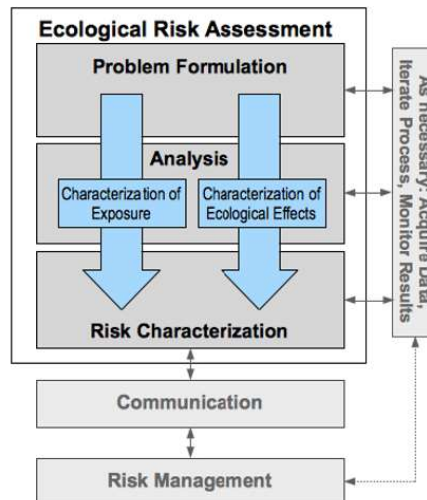 Ecological Risk Assessment
Problem Formulation
Analysis
Characterization of
Exposure
Characterization of
Ecological Effects
Risk Characterization
As necessary: Acquire Data,
Iterate Process, Monitor Results
Communication
Risk Management